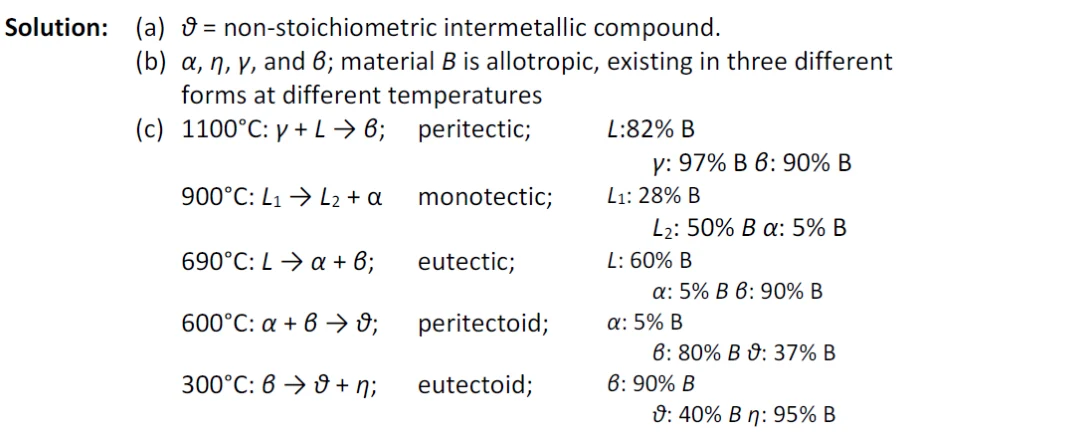 Solution: (a) ϑ = non-stoichiometric intermetallic compound.
(b) α, η, γ, and β; material B is allotropic, existing in three different
forms at different temperatures
(c) 1100°C: γ + L → β; peritectic; L:82% B
γ: 97% B β: 90% B
900°C: L₁ → L₂ + α monotectic; L₁: 28% B
L₂: 50% B α: 5% B
690°C: L → α + β; eutectic; L: 60% B
α: 5% B β: 90% B
600°C: α + β → ϑ; peritectoid; α: 5% B
β: 80% B ϑ: 37% B
300°C: β → ϑ + η; eutectoid; β: 90% B
ϑ: 40% B η: 95% B